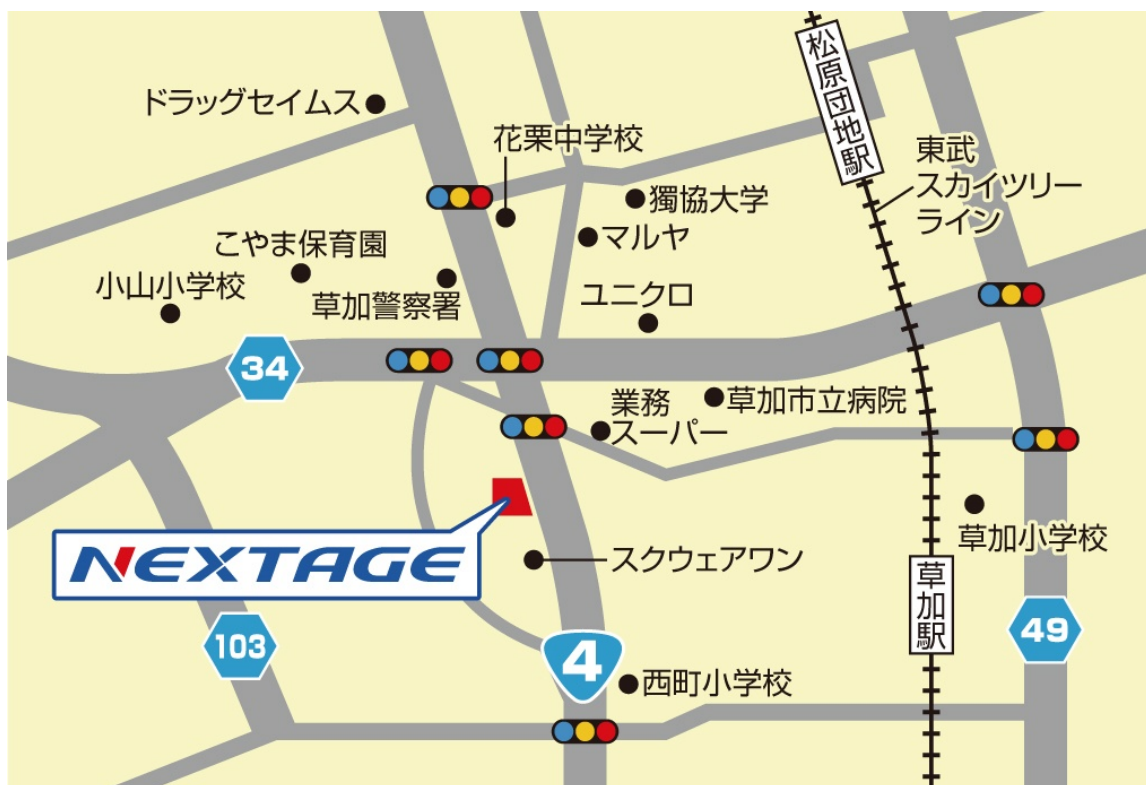 松原団地駅
ドラッグセイムス
花栗中学校
東武
スカイツリー
ライン
獨協大学
マルヤ
こやま保育園
小山小学校
草加警察署
ユニクロ
34
業務
スーパー
草加市立病院
NEXTAGE
スクウェアワン
草加小学校
草加駅
103
4
49
西町小学校